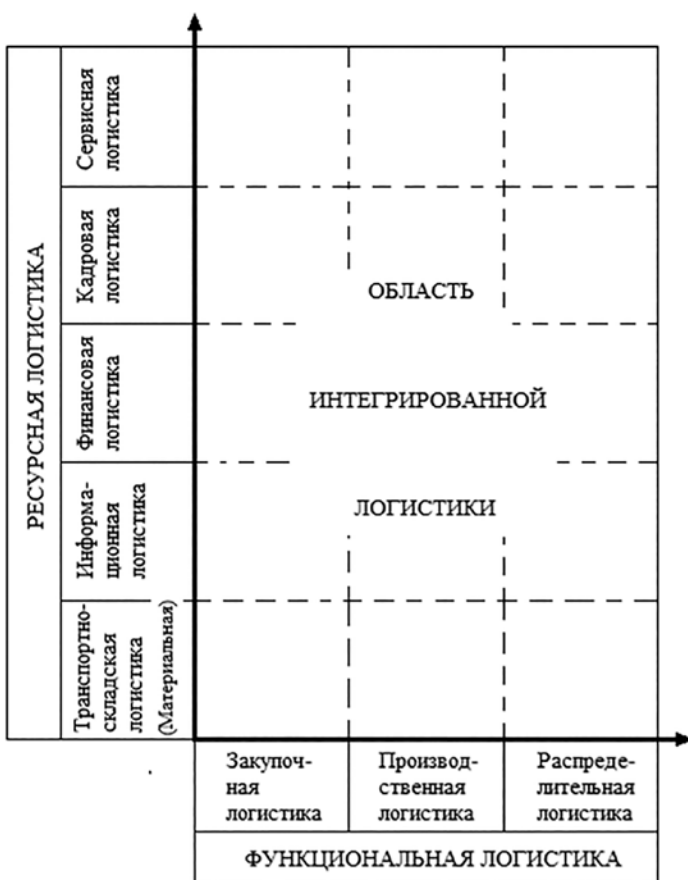 РЕСУРСНАЯ ЛОГИСТИКА
Сервисная
логистика
Кадровая
логистика
Финансовая
логистика
Информа-
ционная
логистика
Транспортно-
складская
логистика
(Материальная)
ОБЛАСТЬ
ИНТЕГРИРОВАННОЙ
ЛОГИСТИКИ
Закупоч-
ная
логистика
Производ-
ственная
логистика
Распреде-
лительная
логистика
ФУНКЦИОНАЛЬНАЯ ЛОГИСТИКА